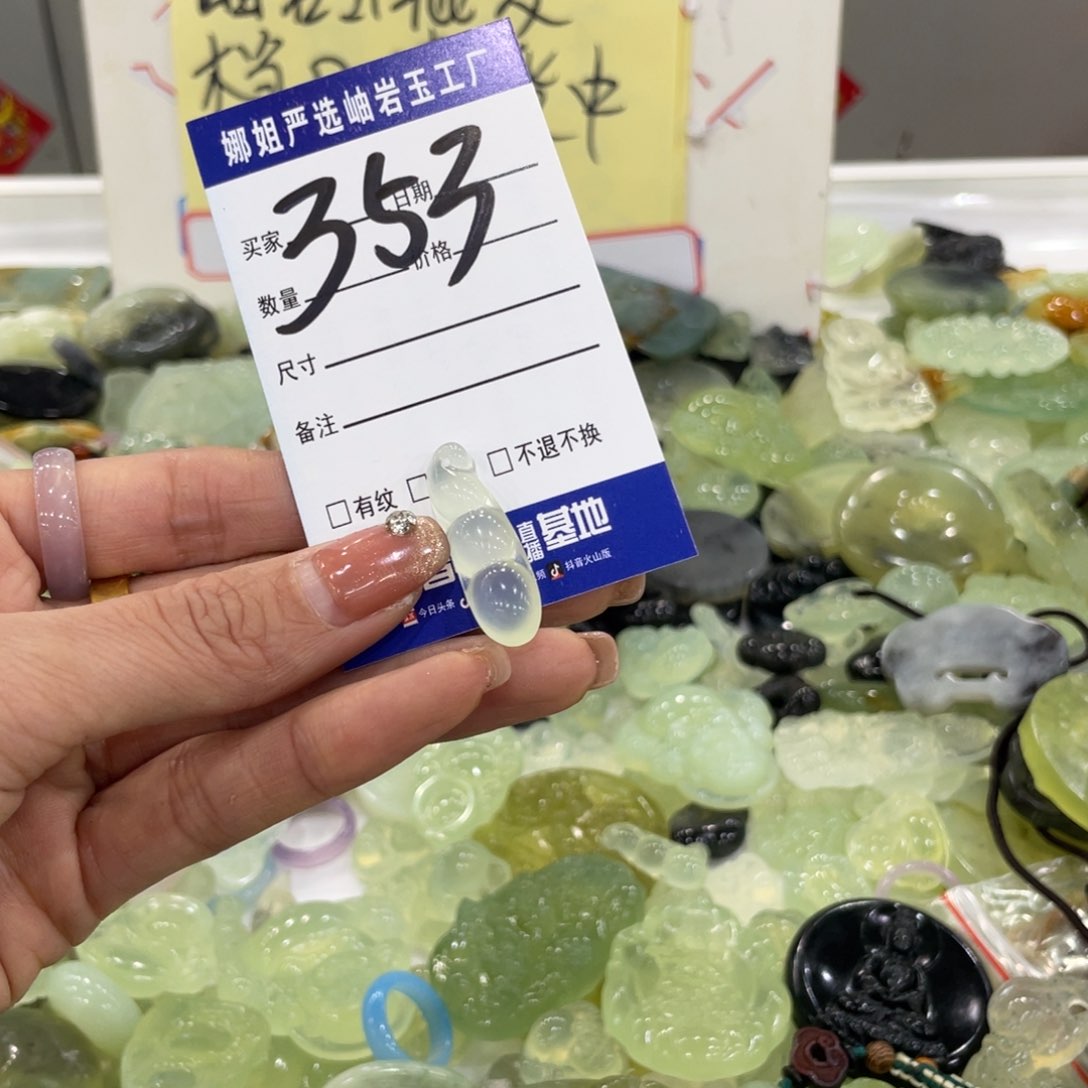 娜姐严选岫岩玉工厂
353
买家 日期
数量 价格
尺寸
备注
有纹 不退不换
直播基地
今日头条 抖音火山版
中